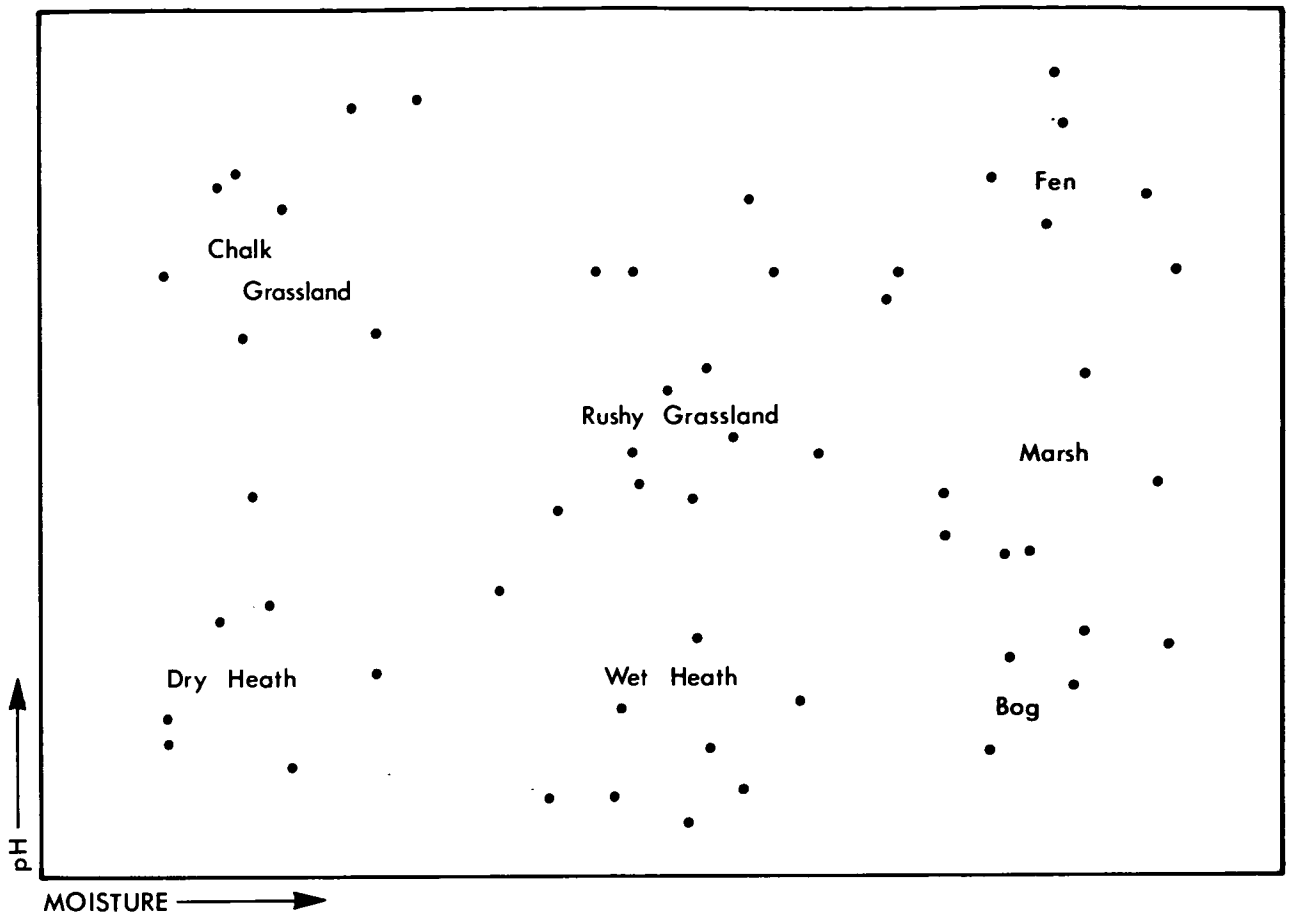 Fen
Chalk
Grassland
Rushy Grassland
Marsh
Dry Heath
Wet Heath
Bog
pH
MOISTURE